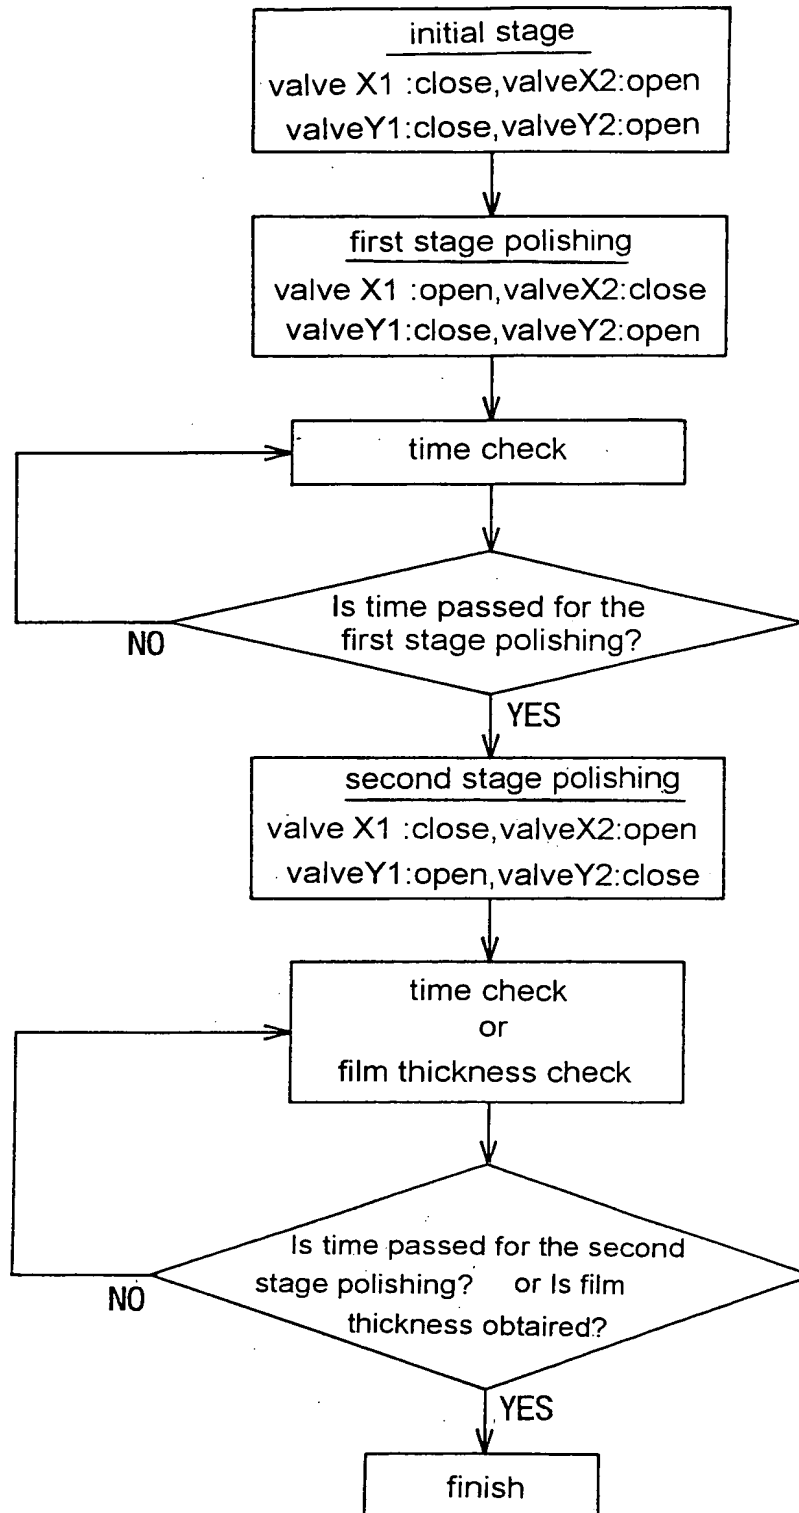 initial stage
valve X1 :close,valveX2:open
valveY1:close,valveY2:open
first stage polishing
valve X1 :open,valveX2:close
valveY1:close,valveY2:open
time check
Is time passed for the
first stage polishing?
NO
YES
second stage polishing
valve X1 :close,valveX2:open
valveY1:open,valveY2:close
time check
or
film thickness check
Is time passed for the second
stage polishing? or Is film
thickness obtaired?
NO
YES
finish